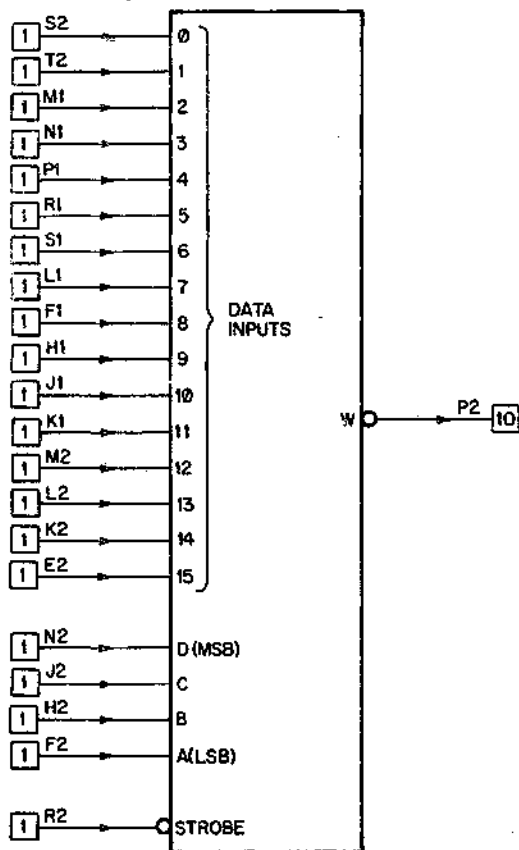 S2
1 0
T2
1 1
M1
1 2
N1
1 3
P1
1 4
R1
1 5
S1
1 6
L1
1 7
F1
1 8
DATA
INPUTS
H1
1 9
J1
1 10
K1
1 11
W P2 10
M2
1 12
L2
1 13
K2
1 14
E2
1 15
N2
1 D (MSB)
J2
1 C
H2
1 B
F2
1 A(LSB)
R2
1 STROBE